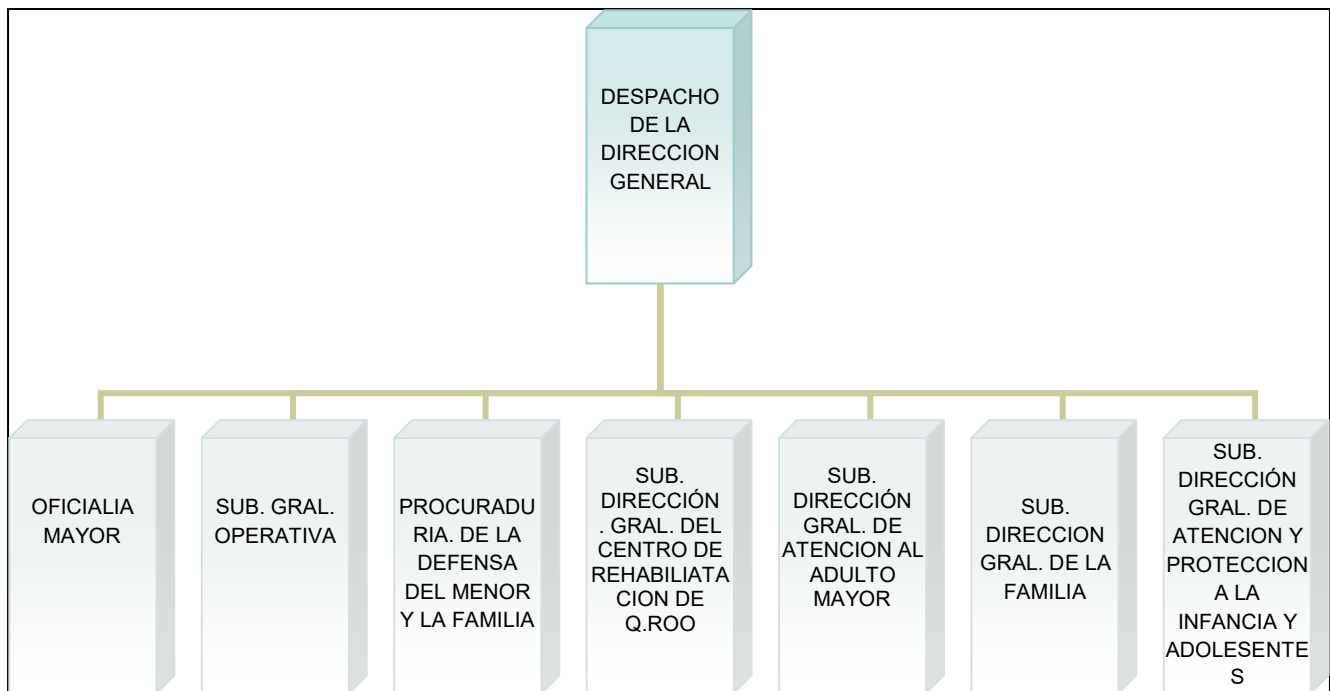 DESPACHO
DE LA
DIRECCION
GENERAL
OFICIALIA
MAYOR
SUB. GRAL.
OPERATIVA
PROCURADU
RIA. DE LA
DEFENSA
DEL MENOR
Y LA FAMILIA
SUB.
DIRECCIÓN
. GRAL. DEL
CENTRO DE
REHABILIATA
CION DE
Q.ROO
SUB.
DIRECCIÓN
GRAL. DE
ATENCION AL
ADULTO
MAYOR
SUB.
DIRECCION
GRAL. DE LA
FAMILIA
SUB.
DIRECCIÓN
GRAL. DE
ATENCION Y
PROTECCION
A LA
INFANCIA Y
ADOLESENTE
S